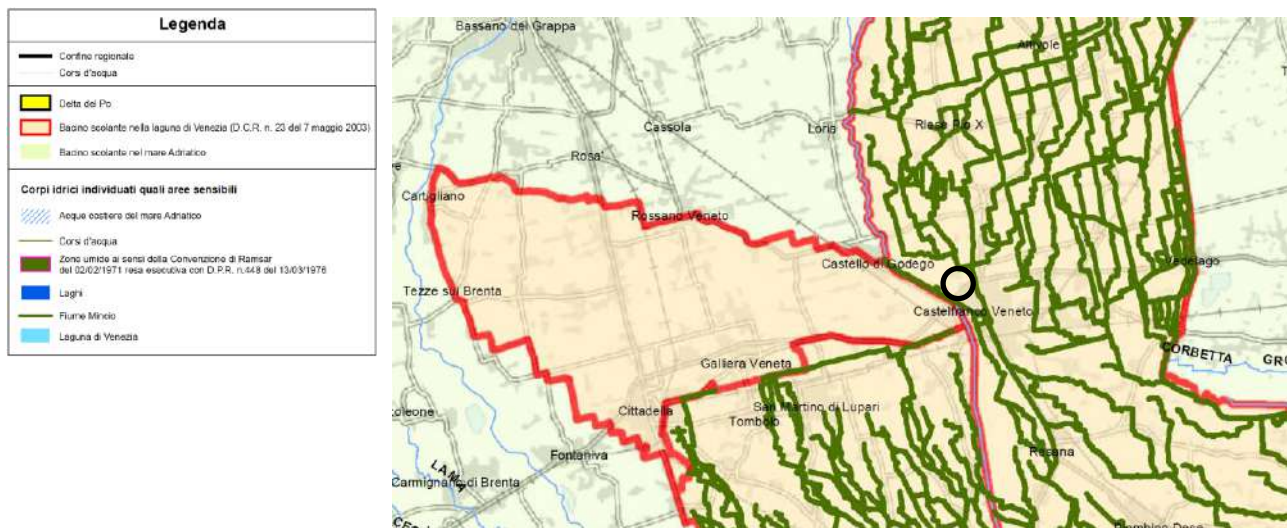 Legenda
Confine regionale
Corsi d'acqua
Delta del Po
Bacino scolante nella laguna di Venezia (D.C.R. n. 23 del 7 maggio 2003)
Bacino scolante nel mare Adriatico
Corpi idrici individuati quali aree sensibili
Acque costiere del mare Adriatico
Corsi d'acqua
Zone umide ai sensi della Convenzione di Ramsar
del 02/02/1971 resa esecutiva con D.P.R. n.448 del 13/03/1976
Laghi
Fiume Mincio
Laguna di Venezia
Bassano del Grappa
Altivole
Cassola
Loria
Riese Pio X
Rosa'
Cartigliano
Rossano Veneto
Castello di Godego
Vedelago
Tezze sul Brenta
Castelfranco Veneto
CORBETTA
Galliera Veneta
Cittadella
San Martino di Lupari
Tombolo
Fontaniva
Resana
LAMA
Carmignano di Brenta